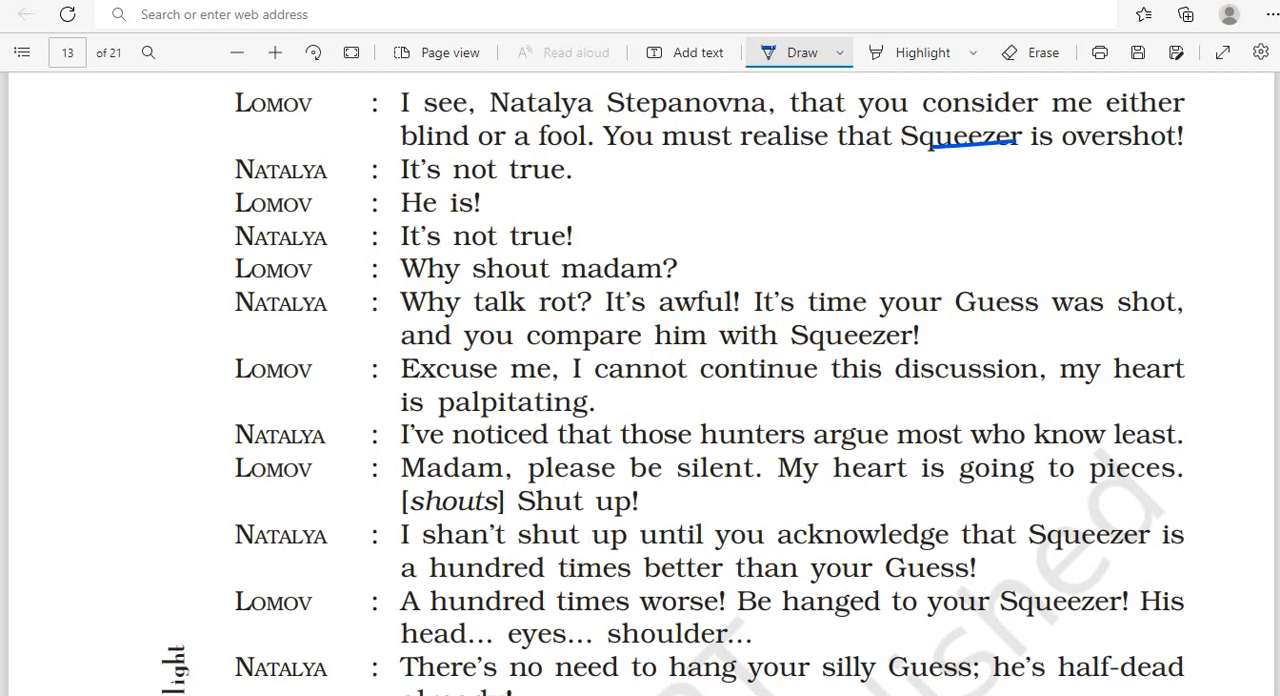 Search or enter web address
13 of 21 Page view Read aloud Add text Draw Highlight Erase
LOMOV : I see, Natalya Stepanovna, that you consider me either
blind or a fool. You must realise that Squeezer is overshot!
NATALYA : It's not true.
LOMOV : He is!
NATALYA : It's not true!
LOMOV : Why shout madam?
NATALYA : Why talk rot? It's awful! It's time your Guess was shot,
and you compare him with Squeezer!
LOMOV : Excuse me, I cannot continue this discussion, my heart
is palpitating.
NATALYA : I've noticed that those hunters argue most who know least.
LOMOV : Madam, please be silent. My heart is going to pieces.
[shouts] Shut up!
NATALYA : I shan't shut up until you acknowledge that Squeezer is
a hundred times better than your Guess!
LOMOV : A hundred times worse! Be hanged to your Squeezer! His
head... eyes... shoulder...
NATALYA : There's no need to hang your silly Guess; he's half-dead
already!
light